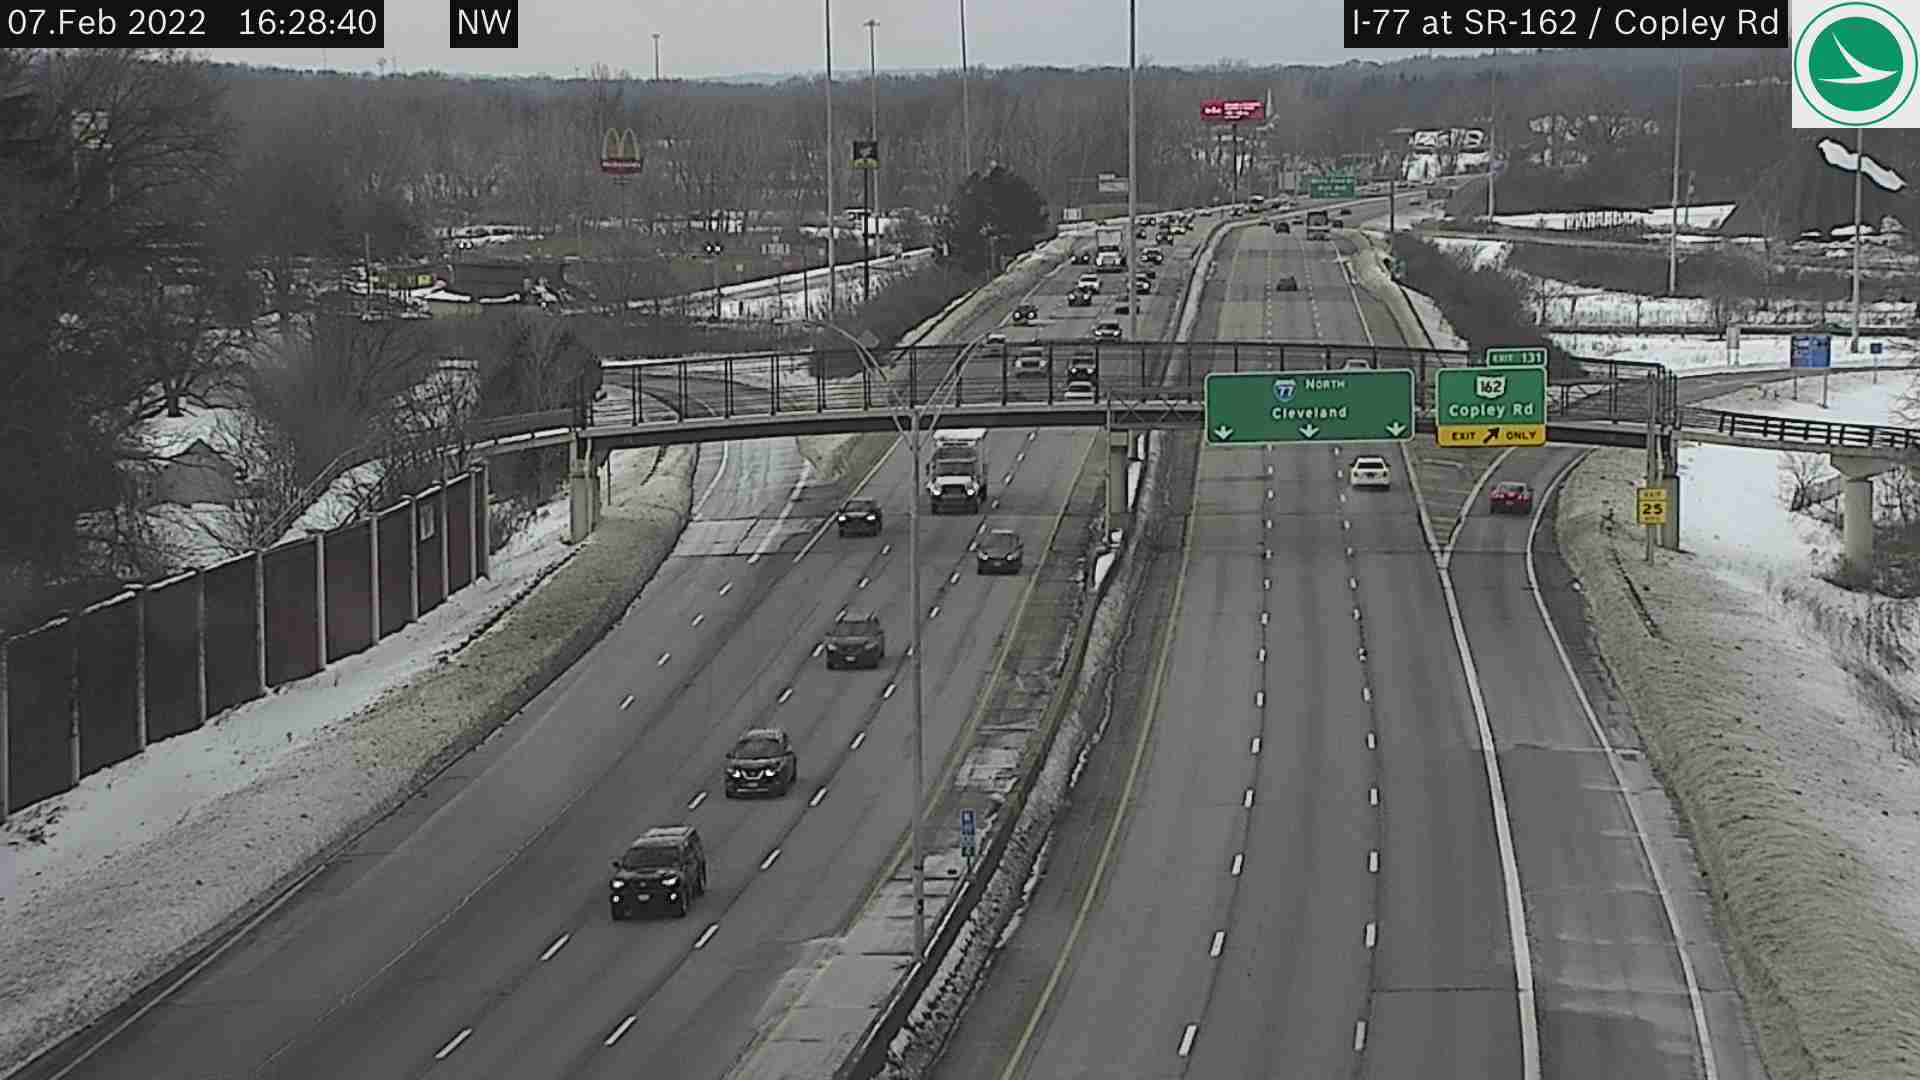 07.Feb 2022 16:28:40
NW
I-77 at SR-162 / Copley Rd
McDonald's
EXIT 131
77 NORTH
Cleveland
162
Copley Rd
EXIT ONLY
EXIT
25